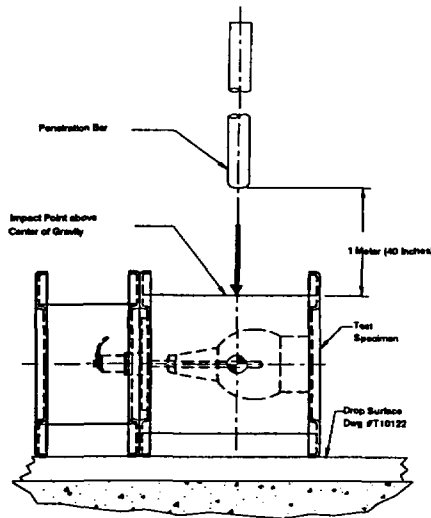 Penetration Bar
Impact Point above
Center of Gravity
1 Meter (40 Inches)
Test
Specimen
Drop Surface
Dwg #T10122